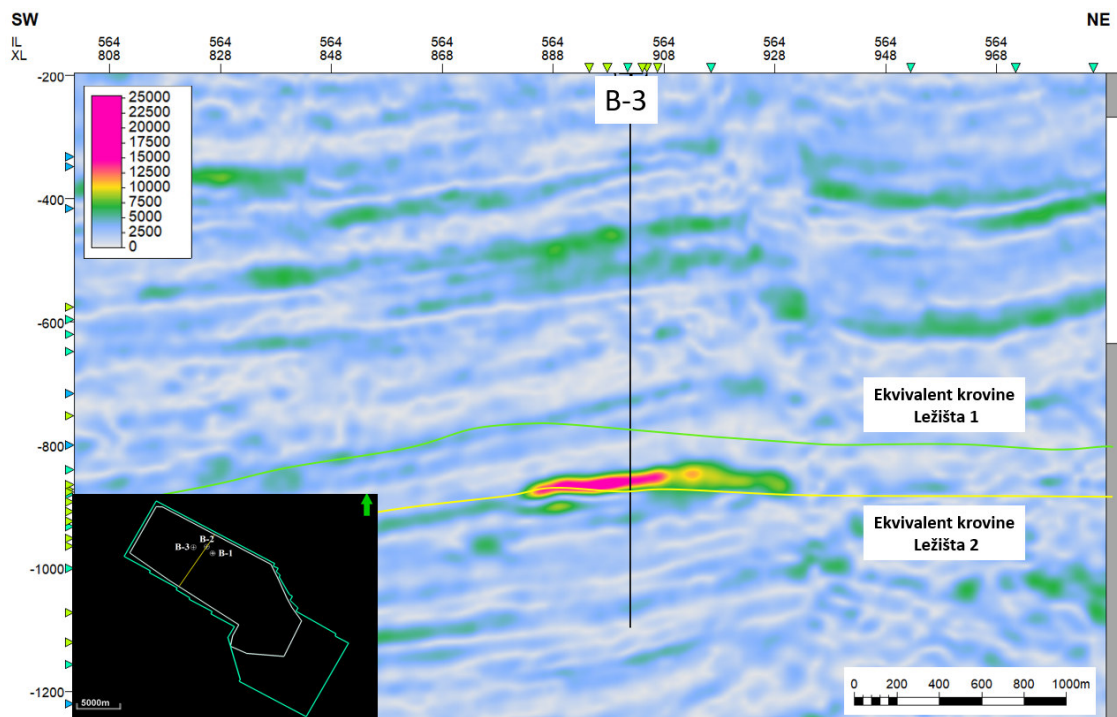 SW NE
IL 564 564 564 564 564 564 564 564 564
XL 808 828 848 868 888 908 928 948 968
-200
B-3
25000
22500
20000
17500
15000
12500
10000
7500
5000
2500
0
-400
-600
-800
-1000
-1200
Ekvivalent krovine
Ležišta 1
Ekvivalent krovine
Ležišta 2
B-2
B-3 B-1
5000m
0 200 400 600 800 1000m